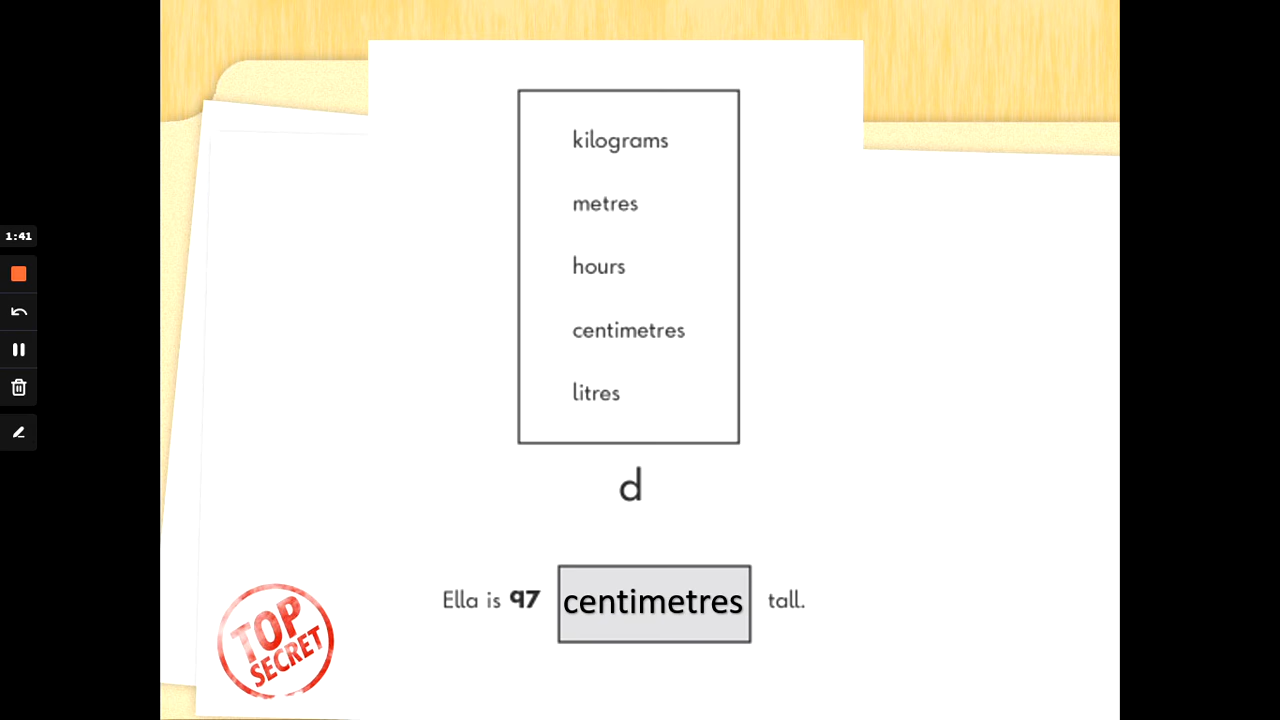 1:41
kilograms
metres
hours
centimetres
litres
d
Ella is 97 centimetres tall.
TOP
SECRET